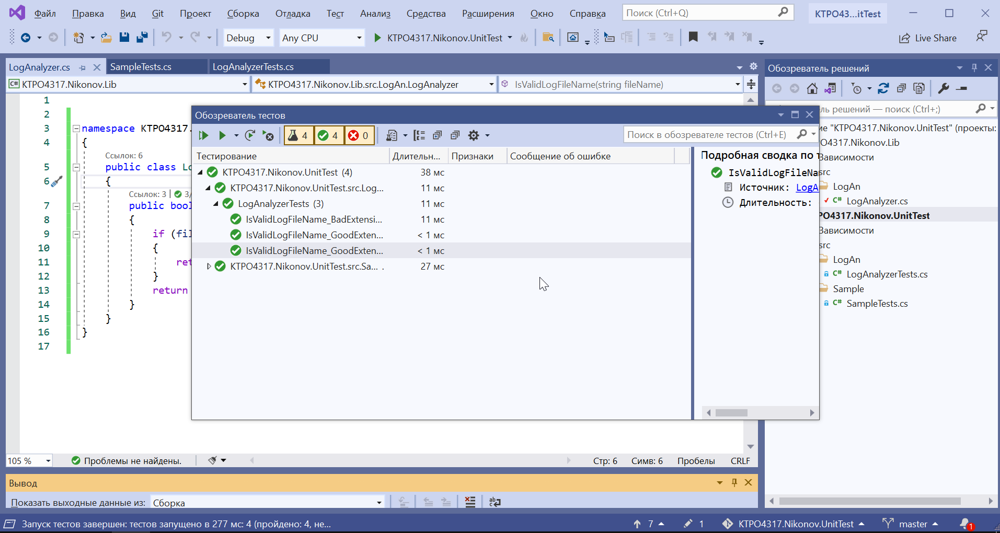 Файл Правка Вид Git Проект Сборка Отладка Тест Анализ Средства Расширения Окно Справка Поиск (Ctrl+Q) KTPO43...itTest
Debug Any CPU KTPO4317.Nikonov.UnitTest Live Share
LogAnalyzer.cs SampleTests.cs LogAnalyzerTests.cs
C# KTPO4317.Nikonov.Lib KTPO4317.Nikonov.Lib.src.LogAn.LogAnalyzer IsValidLogFileName(string fileName)
1
2
3 namespace KTPO4317.
4 {
Ссылок: 6
5 public class Lo
6 {
Ссылок: 3 | 3/
7 public bool
8 {
9 if (fil
10 {
11 ret
12 }
13 return
14 }
15 }
16 }
17
Обозреватель тестов
4 4 0 Поиск в обозревателе тестов (Ctrl+E)
Тестирование Длительн... Признаки Сообщение об ошибке
KTPO4317.Nikonov.UnitTest (4) 38 мс
KTPO4317.Nikonov.UnitTest.src.Log... 11 мс
LogAnalyzerTests (3) 11 мс
IsValidLogFileName_BadExtensi... 11 мс
IsValidLogFileName_GoodExten... < 1 мс
IsValidLogFileName_GoodExten... < 1 мс
KTPO4317.Nikonov.UnitTest.src.Sa... . 27 мс
Подробная сводка по т
IsValidLogFileNa
Источник: LogA
Длительность:
Обозреватель решений
ль решений — поиск (Ctrl+;)
ие "KTPO4317.Nikonov.UnitTest" (проекты:
PO4317.Nikonov.Lib
Зависимости
src
LogAn
C# LogAnalyzer.cs
PO4317.Nikonov.UnitTest
Зависимости
src
LogAn
C# LogAnalyzerTests.cs
Sample
C# SampleTests.cs
105 % Проблемы не найдены. Стр: 6 Симв: 6 Пробелы CRLF
Вывод
Показать выходные данные из: Сборка
Запуск тестов завершен: тестов запущено в 277 мс: 4 (пройдено: 4, не... 7 1 KTPO4317.Nikonov.UnitTest master 1